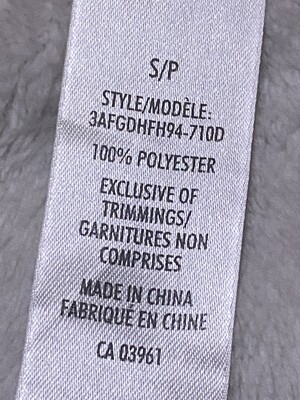 S/P
STYLE/MODÈLE:
3AFGDHFH94-710D
100% POLYESTER
EXCLUSIVE OF
TRIMMINGS/
GARNITURES NON
COMPRISES
MADE IN CHINA
FABRIQUÉ EN CHINE
CA 03961